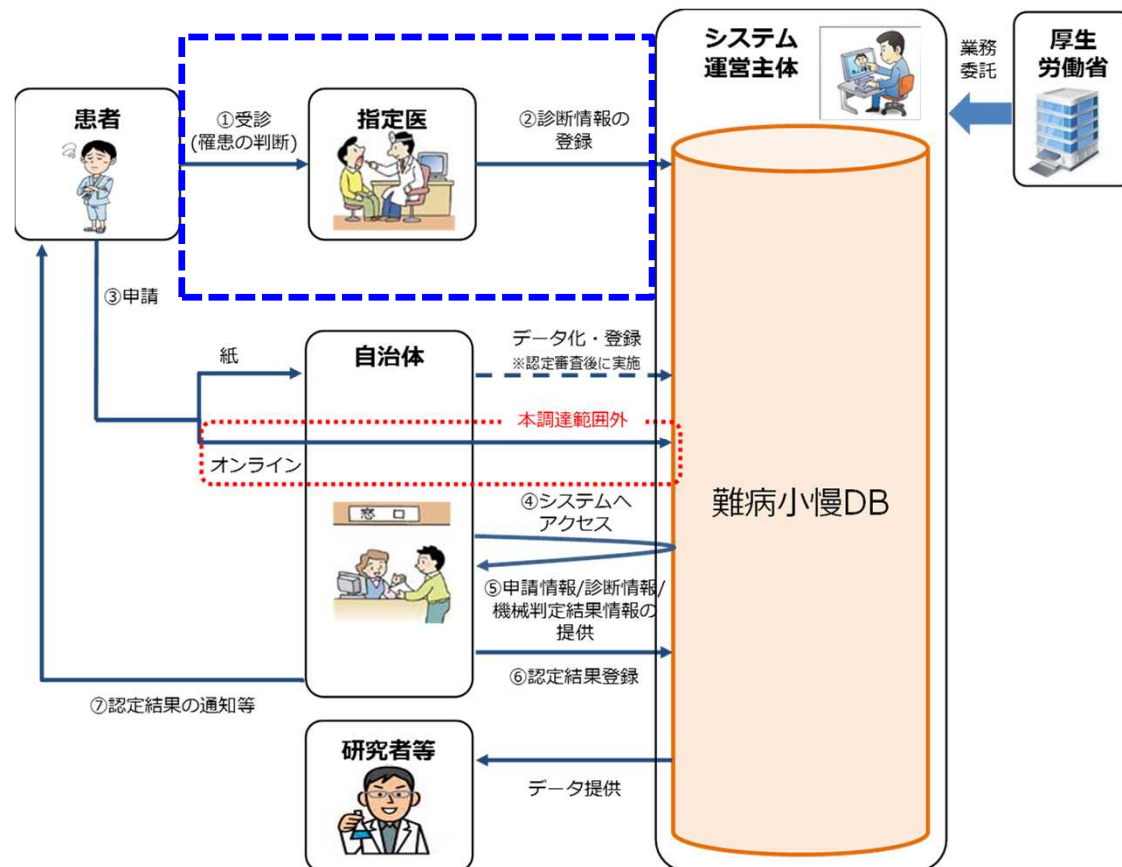 システム
運営主体
業務
委託
厚生
労働省
患者
①受診
(罹患の判断)
指定医
②診断情報の
登録
③申請
紙
自治体
データ化・登録
※認定審査後に実施
本調達範囲外
オンライン
窓口
④システムへ
アクセス
難病小慢DB
⑤申請情報/診断情報/
機械判定結果情報の
提供
⑥認定結果登録
⑦認定結果の通知等
研究者等
データ提供